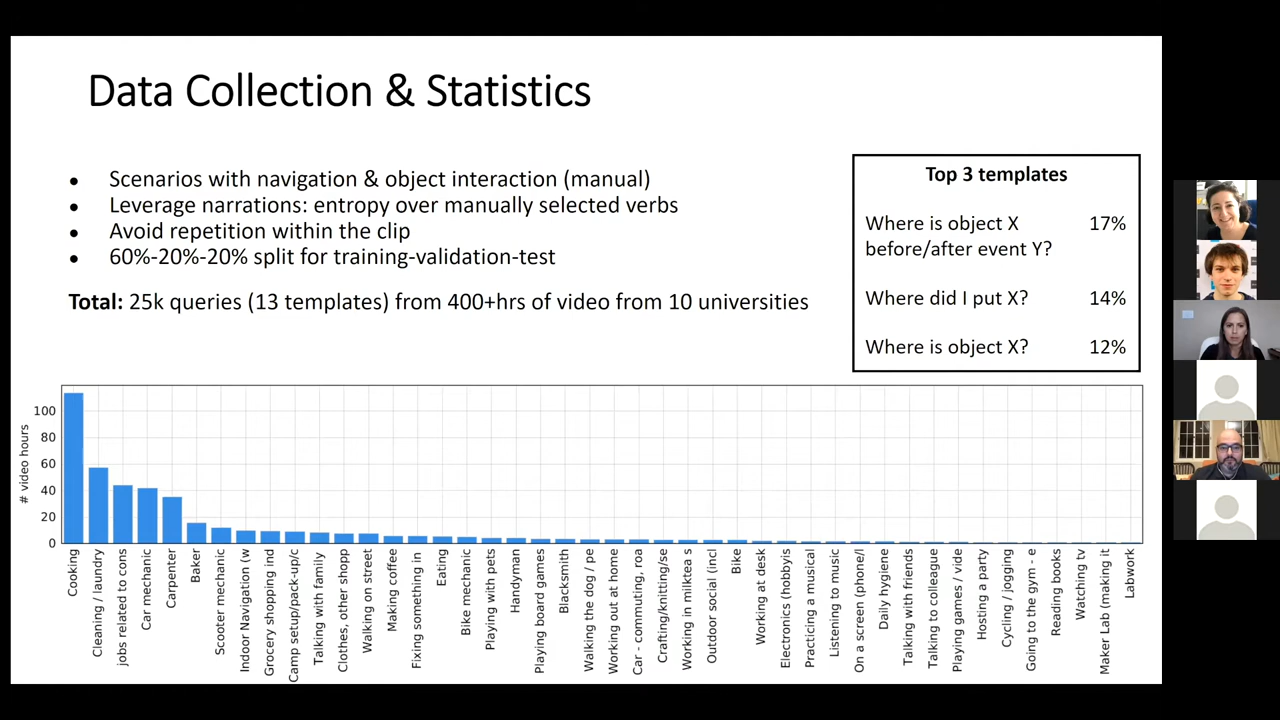 Data Collection & Statistics
● Scenarios with navigation & object interaction (manual)
● Leverage narrations: entropy over manually selected verbs
● Avoid repetition within the clip
● 60%-20%-20% split for training-validation-test
Total: 25k queries (13 templates) from 400+hrs of video from 10 universities
Top 3 templates
Where is object X 17%
before/after event Y?
Where did I put X? 14%
Where is object X? 12%
# video hours
100
80
60
40
20
0
Cooking
Cleaning / laundry
jobs related to cons
Car mechanic
Carpenter
Baker
Scooter mechanic
Indoor Navigation (w
Grocery shopping ind
Camp setup/pack-up/c
Talking with family
Clothes, other shopp
Walking on street
Making coffee
Fixing something in
Eating
Bike mechanic
Playing with pets
Handyman
Playing board games
Blacksmith
Walking the dog / pe
Working out at home
Car - commuting, roa
Crafting/knitting/se
Working in milktea s
Outdoor social (incl
Bike
Working at desk
Electronics (hobby/s
Practicing a musical
Listening to music
On a screen (phone/l
Daily hygiene
Talking with friends
Talking to colleague
Playing games / vide
Hosting a party
Cycling / jogging
Going to the gym - e
Reading books
Watching tv
Maker Lab (making it
Labwork